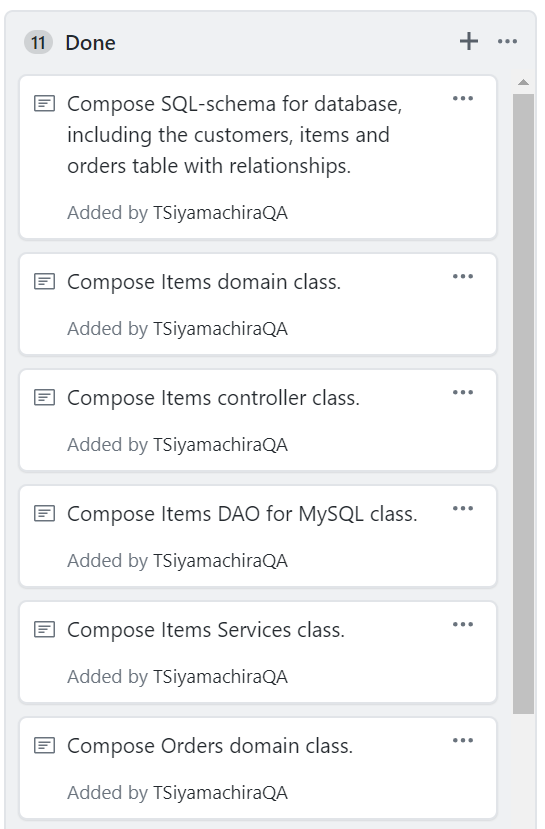 11 Done
Compose SQL-schema for database,
including the customers, items and
orders table with relationships.
Added by TSiyamachiraQA
Compose Items domain class.
Added by TSiyamachiraQA
Compose Items controller class.
Added by TSiyamachiraQA
Compose Items DAO for MySQL class.
Added by TSiyamachiraQA
Compose Items Services class.
Added by TSiyamachiraQA
Compose Orders domain class.
Added by TSiyamachiraQA